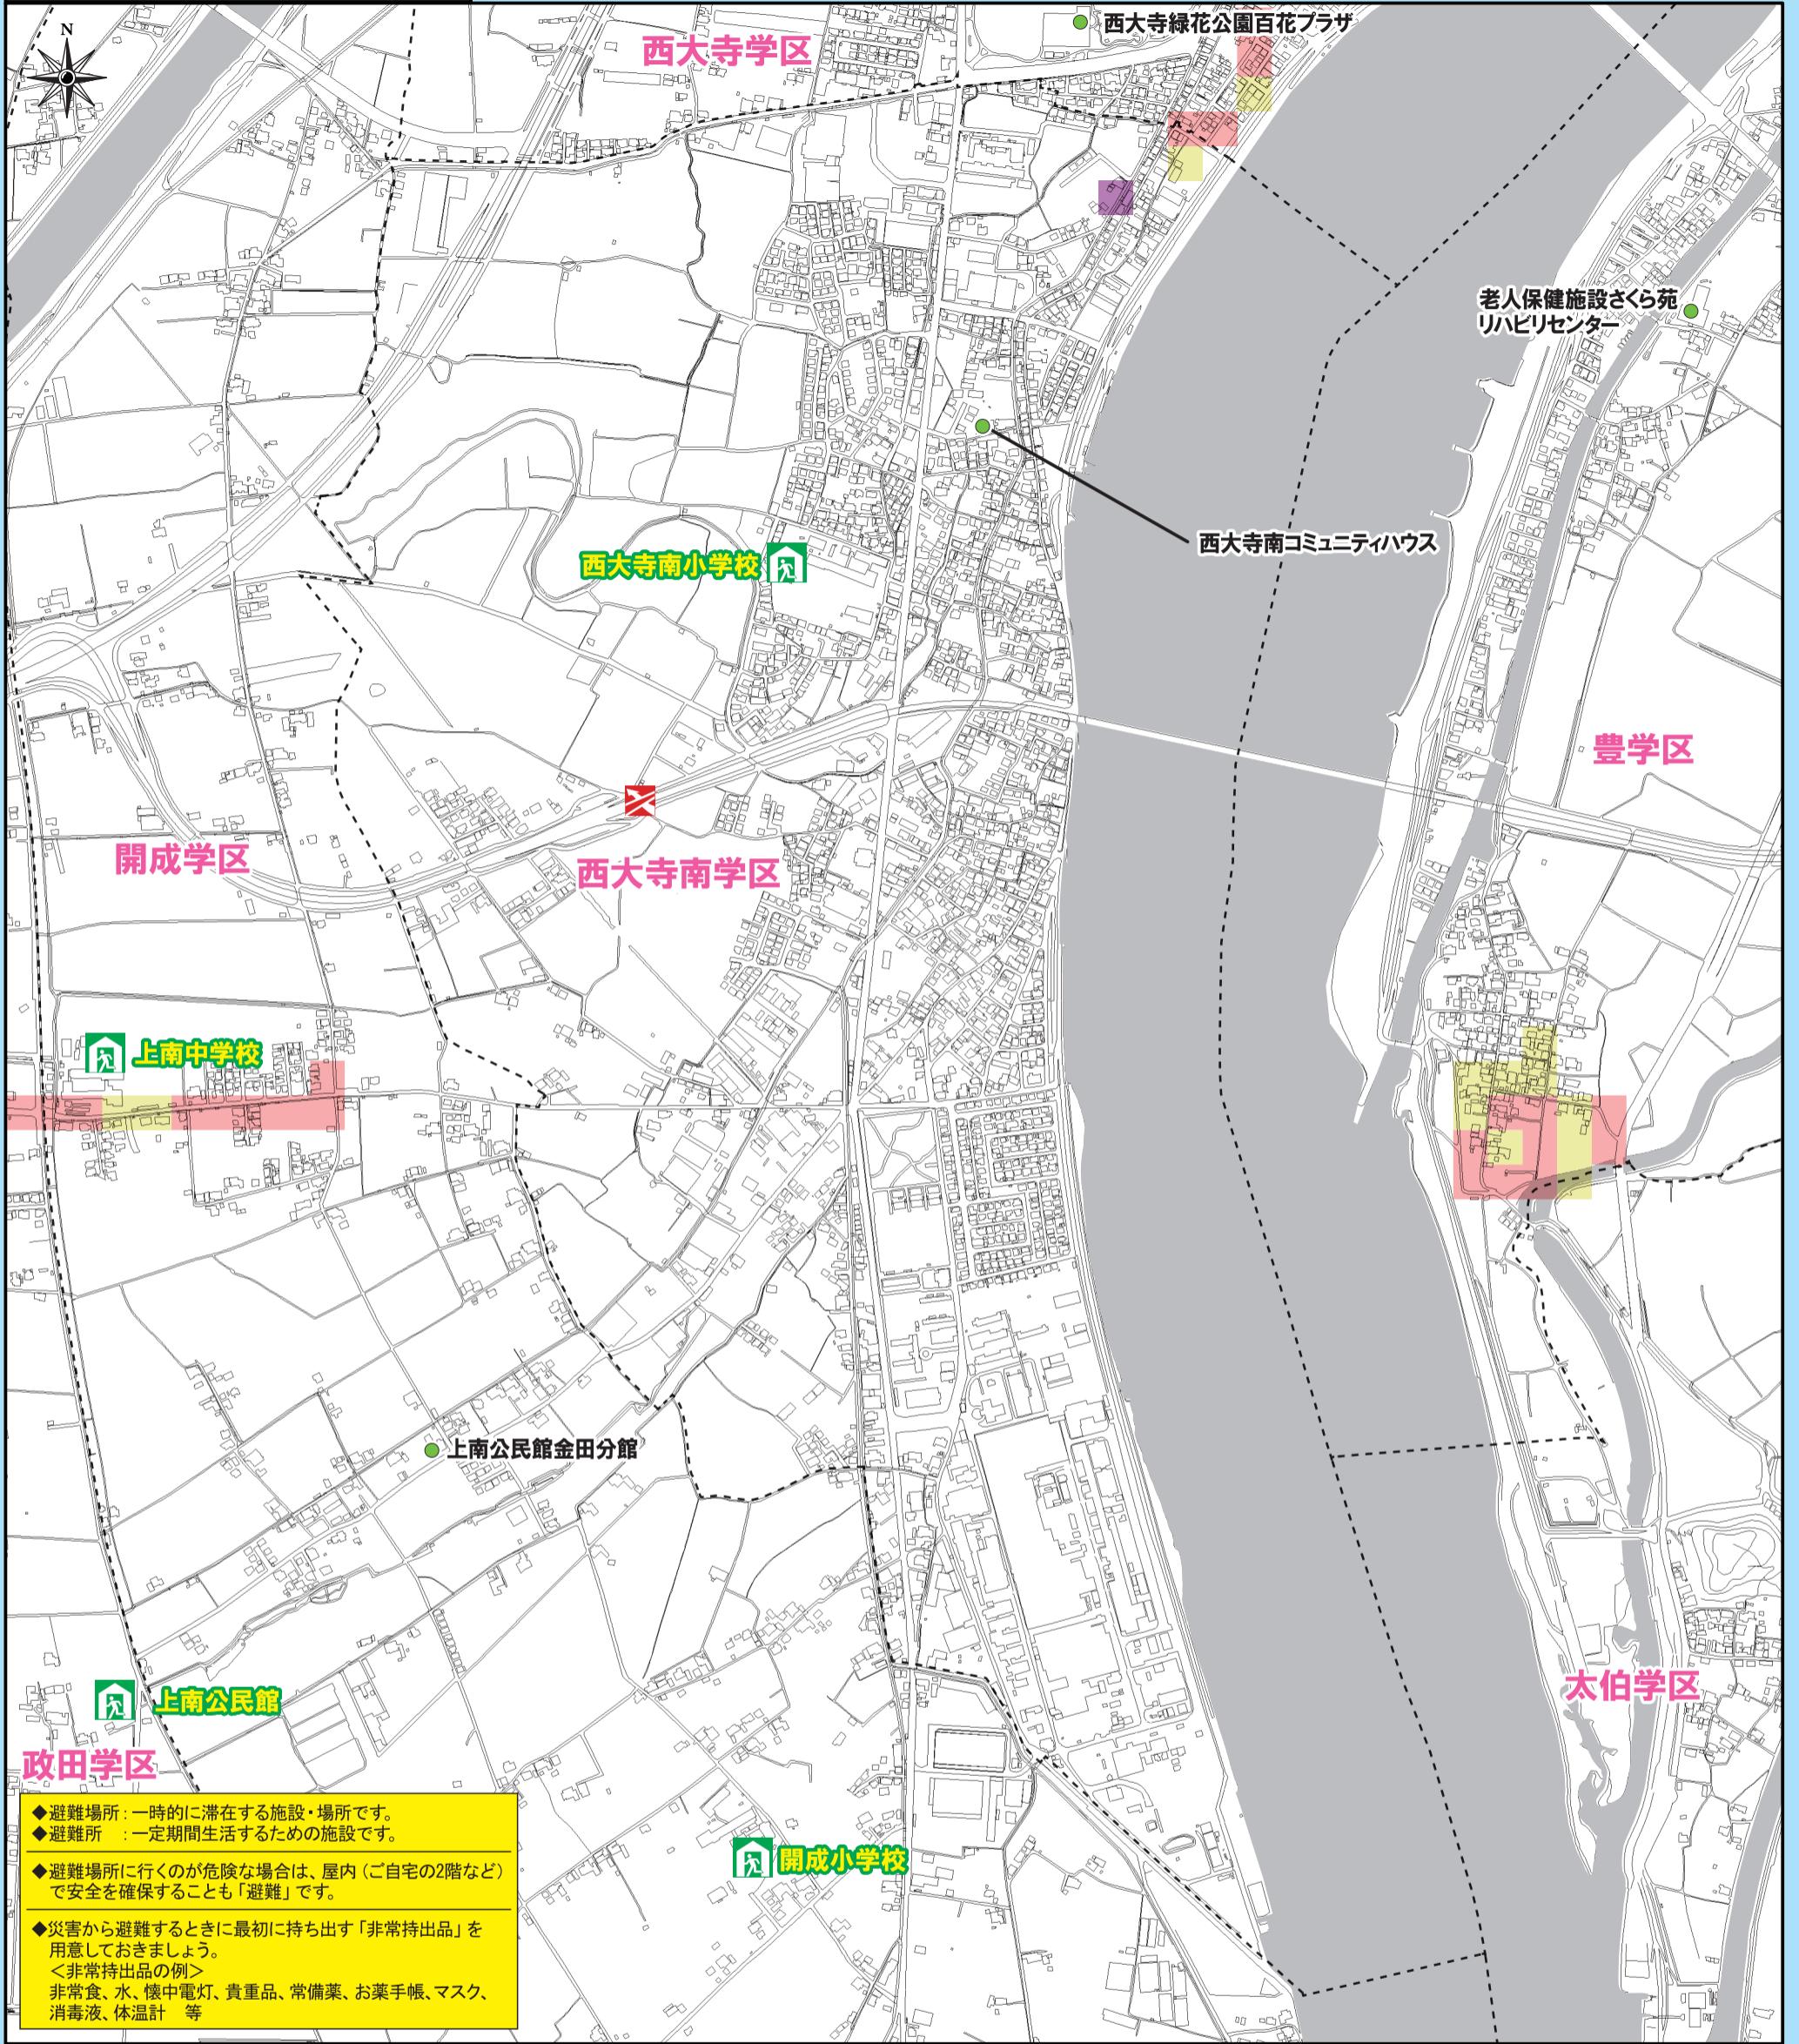 N
西大寺学区
西大寺緑花公園百花プラザ
老人保健施設さくら苑
リハビリセンター
西大寺南コミュニティハウス
西大寺南小学校
豊学区
開成学区
西大寺南学区
上南中学校
上南公民館金田分館
上南公民館
太伯学区
政田学区
開成小学校
◆避難場所：一時的に滞在する施設・場所です。
◆避難所　：一定期間生活するための施設です。
◆避難場所に行くのが危険な場合は、屋内（ご自宅の2階など）
で安全を確保することも「避難」です。
◆災害から避難するときに最初に持ち出す「非常持出品」を
用意しておきましょう。
＜非常持出品の例＞
非常食、水、懐中電灯、貴重品、常備薬、お薬手帳、マスク、
消毒液、体温計　等